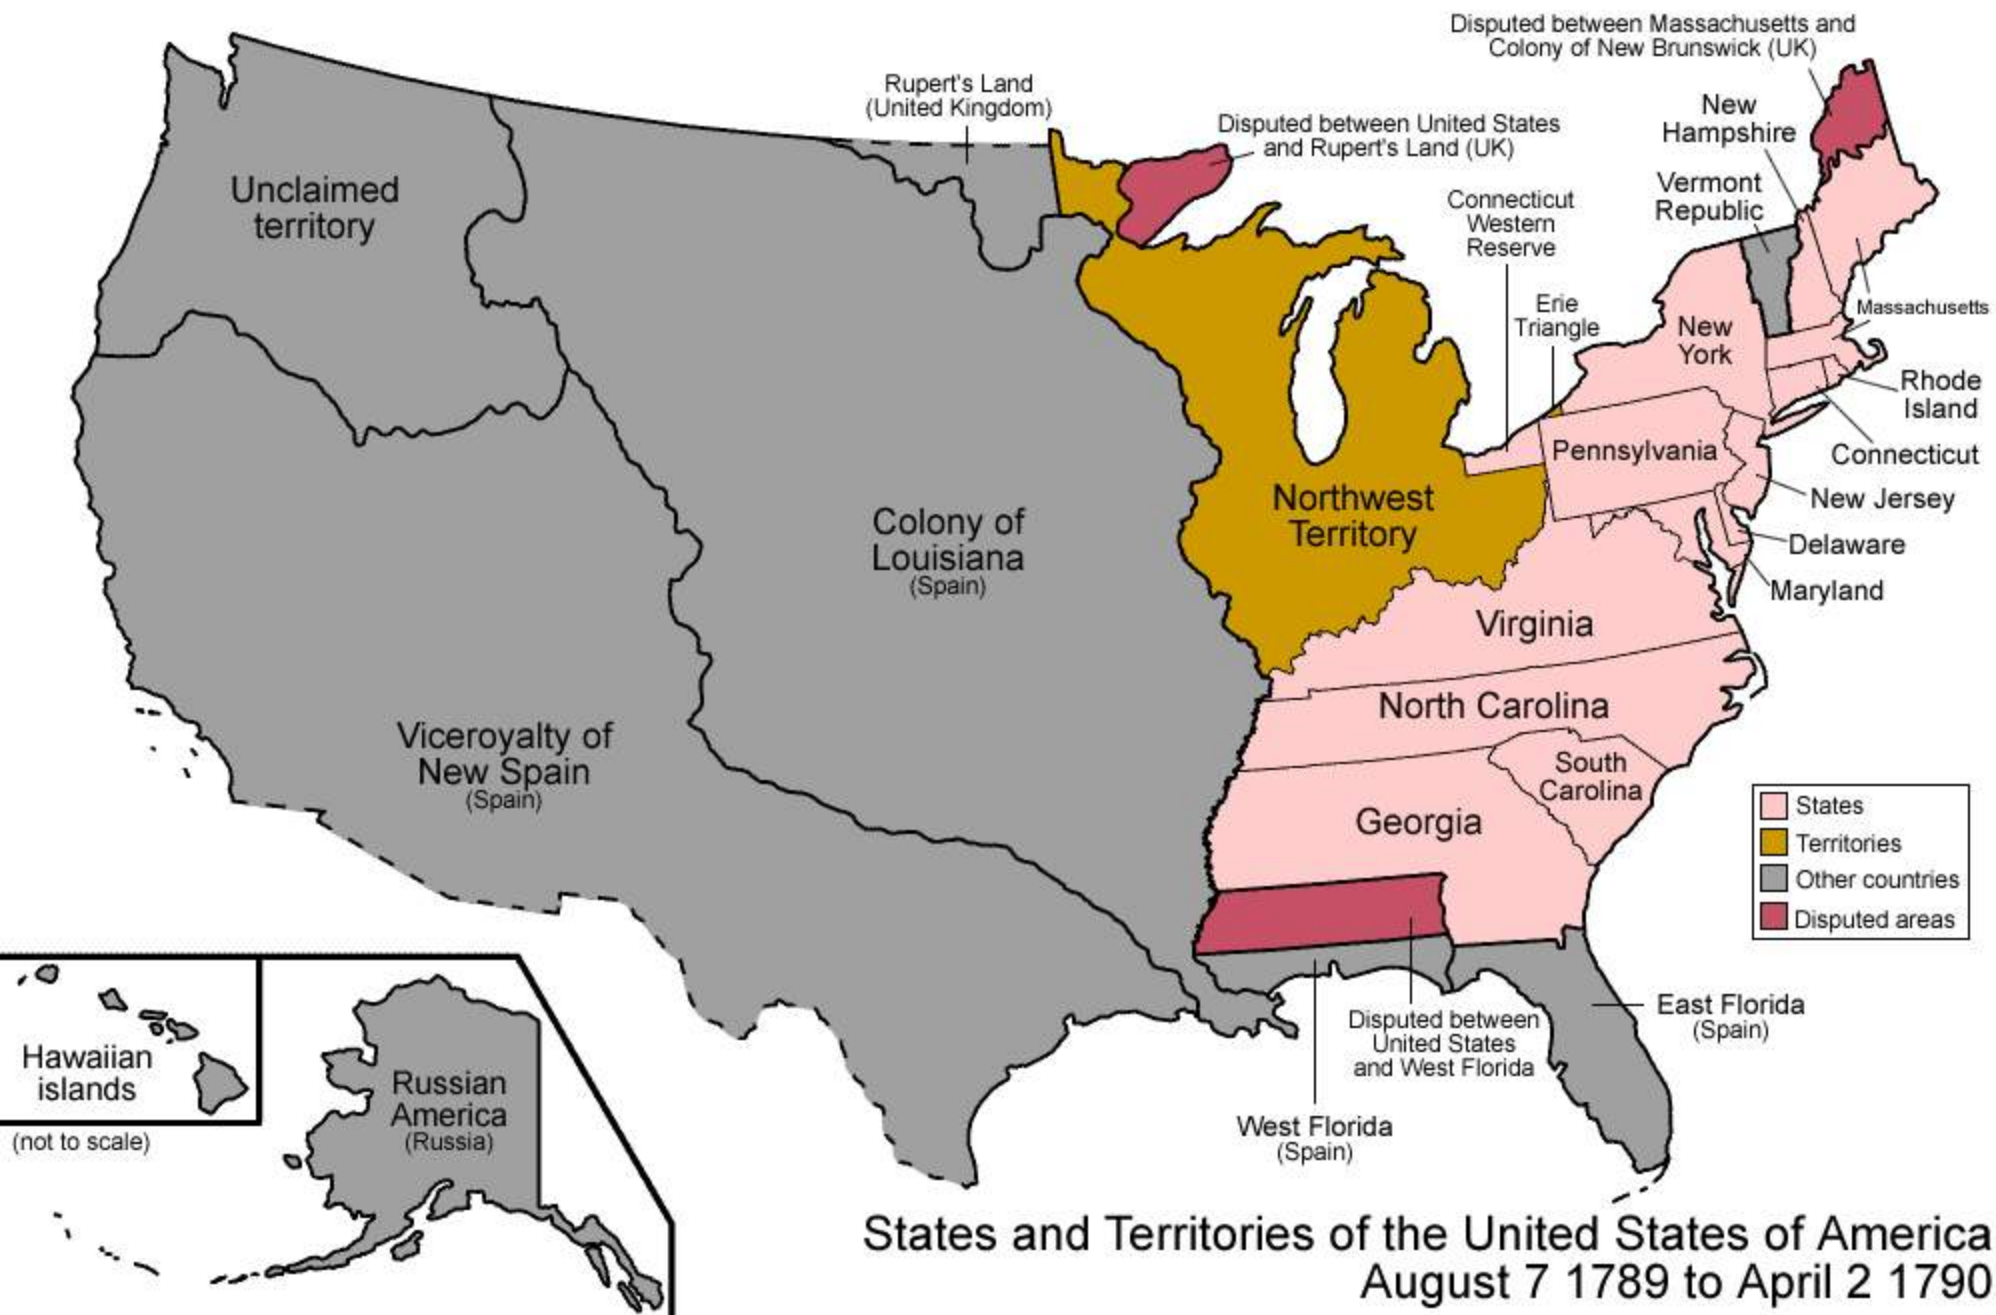 Disputed between Massachusetts and
Colony of New Brunswick (UK)
Rupert's Land
(United Kingdom)
Disputed between United States
and Rupert's Land (UK)
New
Hampshire
Vermont
Republic
Unclaimed
territory
Connecticut
Western
Reserve
Erie
Triangle
Massachusetts
New
York
Rhode
Island
Connecticut
Pennsylvania
New Jersey
Northwest
Territory
Colony of
Louisiana
(Spain)
Delaware
Maryland
Virginia
North Carolina
Viceroyalty of
New Spain
(Spain)
South
Carolina
Georgia
States
Territories
Other countries
Disputed areas
East Florida
(Spain)
Disputed between
United States
and West Florida
West Florida
(Spain)
Hawaiian
islands
(not to scale)
Russian
America
(Russia)
States and Territories of the United States of America
August 7 1789 to April 2 1790